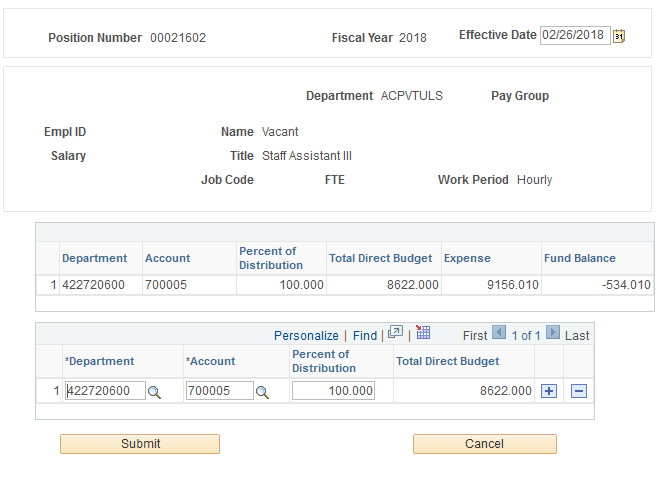 Position Number 00021602 Fiscal Year 2018 Effective Date 02/26/2018 31
Department ACPVTULS Pay Group
Empl ID Name Vacant
Salary Title Staff Assistant III
Job Code FTE Work Period Hourly
Department Account Percent of Distribution Total Direct Budget Expense Fund Balance
1 422720600 700005 100.000 8622.000 9156.010 -534.010
Personalize | Find | | First 1 of 1 Last
*Department *Account Percent of Distribution Total Direct Budget
1 422720600 700005 100.000 8622.000
Submit Cancel